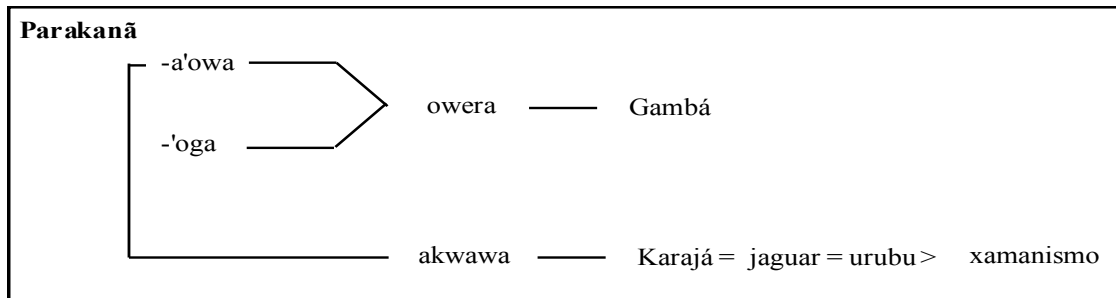 Parakanã
-a'owa
owera Gambá
-'oga
akwawa Karajá = jaguar = urubu > xamanismo